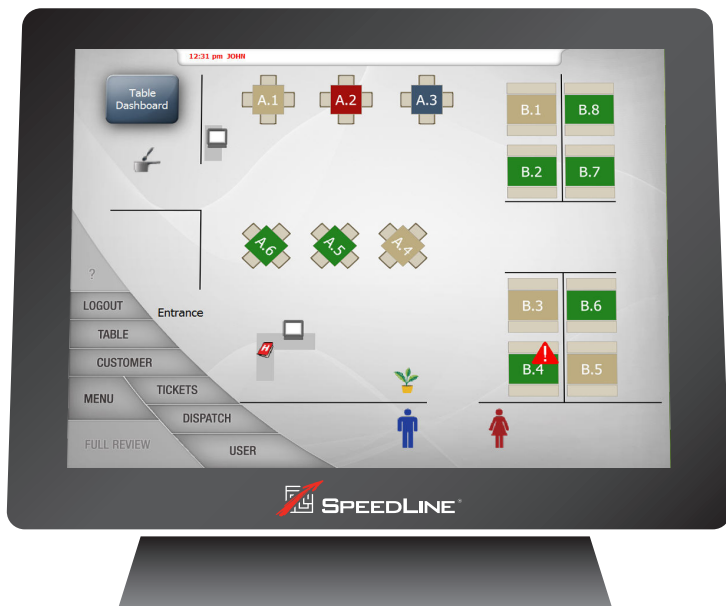 12:31 pm JOHN
Table
Dashboard
A.1
A.2
A.3
B.1
B.8
B.2
B.7
A.6
A.5
A.4
?
LOGOUT
Entrance
TABLE
CUSTOMER
MENU
TICKETS
DISPATCH
FULL REVIEW
USER
B.3
B.6
B.4
B.5
H
SPEEDLINE®